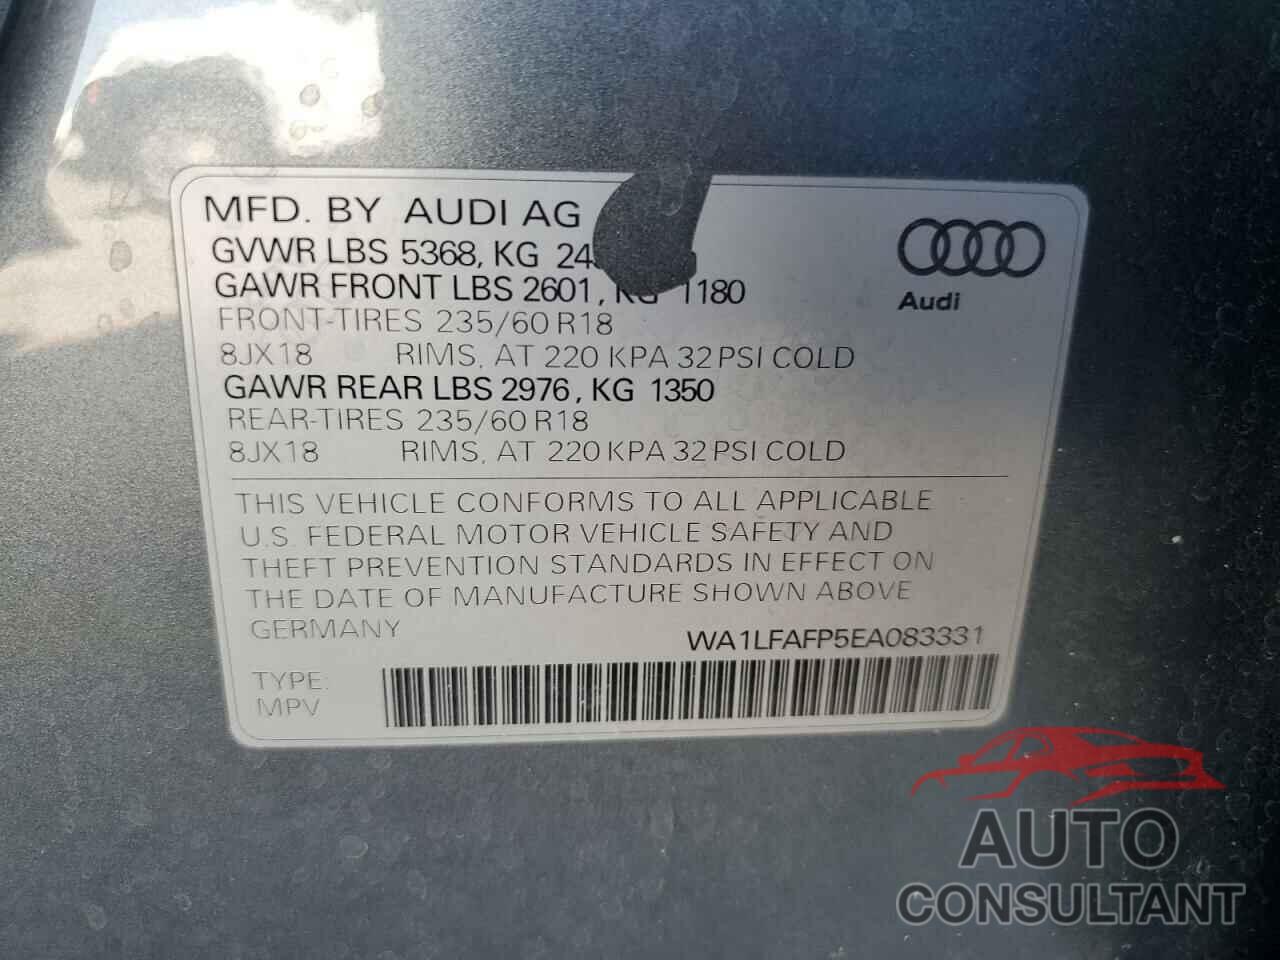 MFD. BY AUDI AG
GVWR LBS 5368, KG
GAWR FRONT LBS 2601, KG 1180
FRONT-TIRES 235/60 R18
8JX18 RIMS, AT 220 KPA 32 PSI COLD
GAWR REAR LBS 2976, KG 1350
REAR-TIRES 235/60 R18
8JX18 RIMS, AT 220 KPA 32 PSI COLD
Audi
THIS VEHICLE CONFORMS TO ALL APPLICABLE
U.S. FEDERAL MOTOR VEHICLE SAFETY AND
THEFT PREVENTION STANDARDS IN EFFECT ON
THE DATE OF MANUFACTURE SHOWN ABOVE
GERMANY WA1LFAFP5EA083331
TYPE:
MPV
AUTO
CONSULTANT